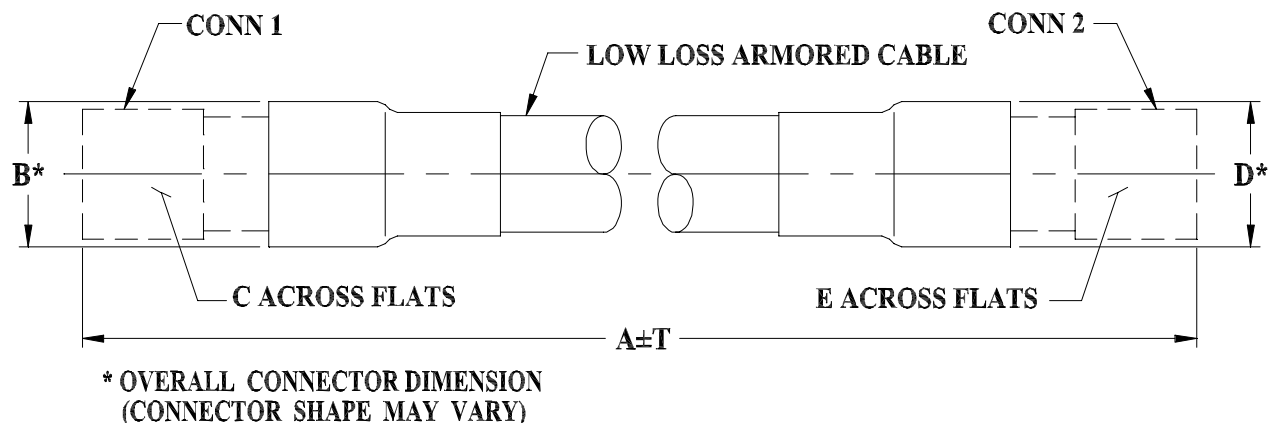 CONN 1
CONN 2
LOW LOSS ARMORED CABLE
B*
D*
C ACROSS FLATS
E ACROSS FLATS
A±T
* OVERALL CONNECTOR DIMENSION
(CONNECTOR SHAPE MAY VARY)